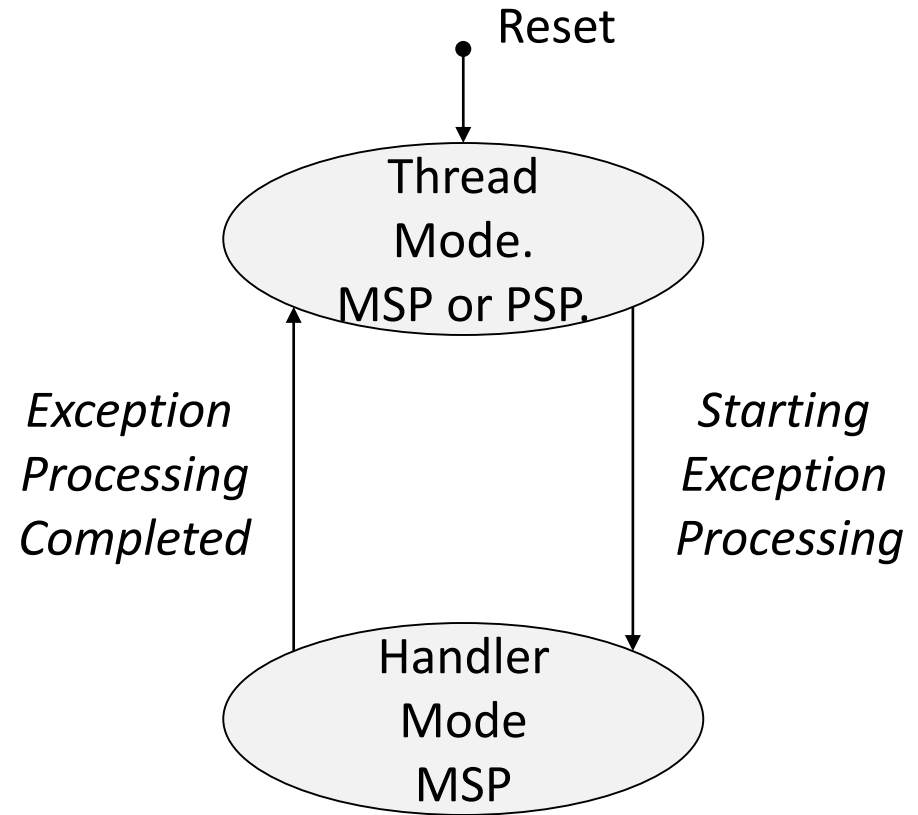 Reset
Thread
Mode.
MSP or PSP.
Exception
Processing
Completed
Starting
Exception
Processing
Handler
Mode
MSP